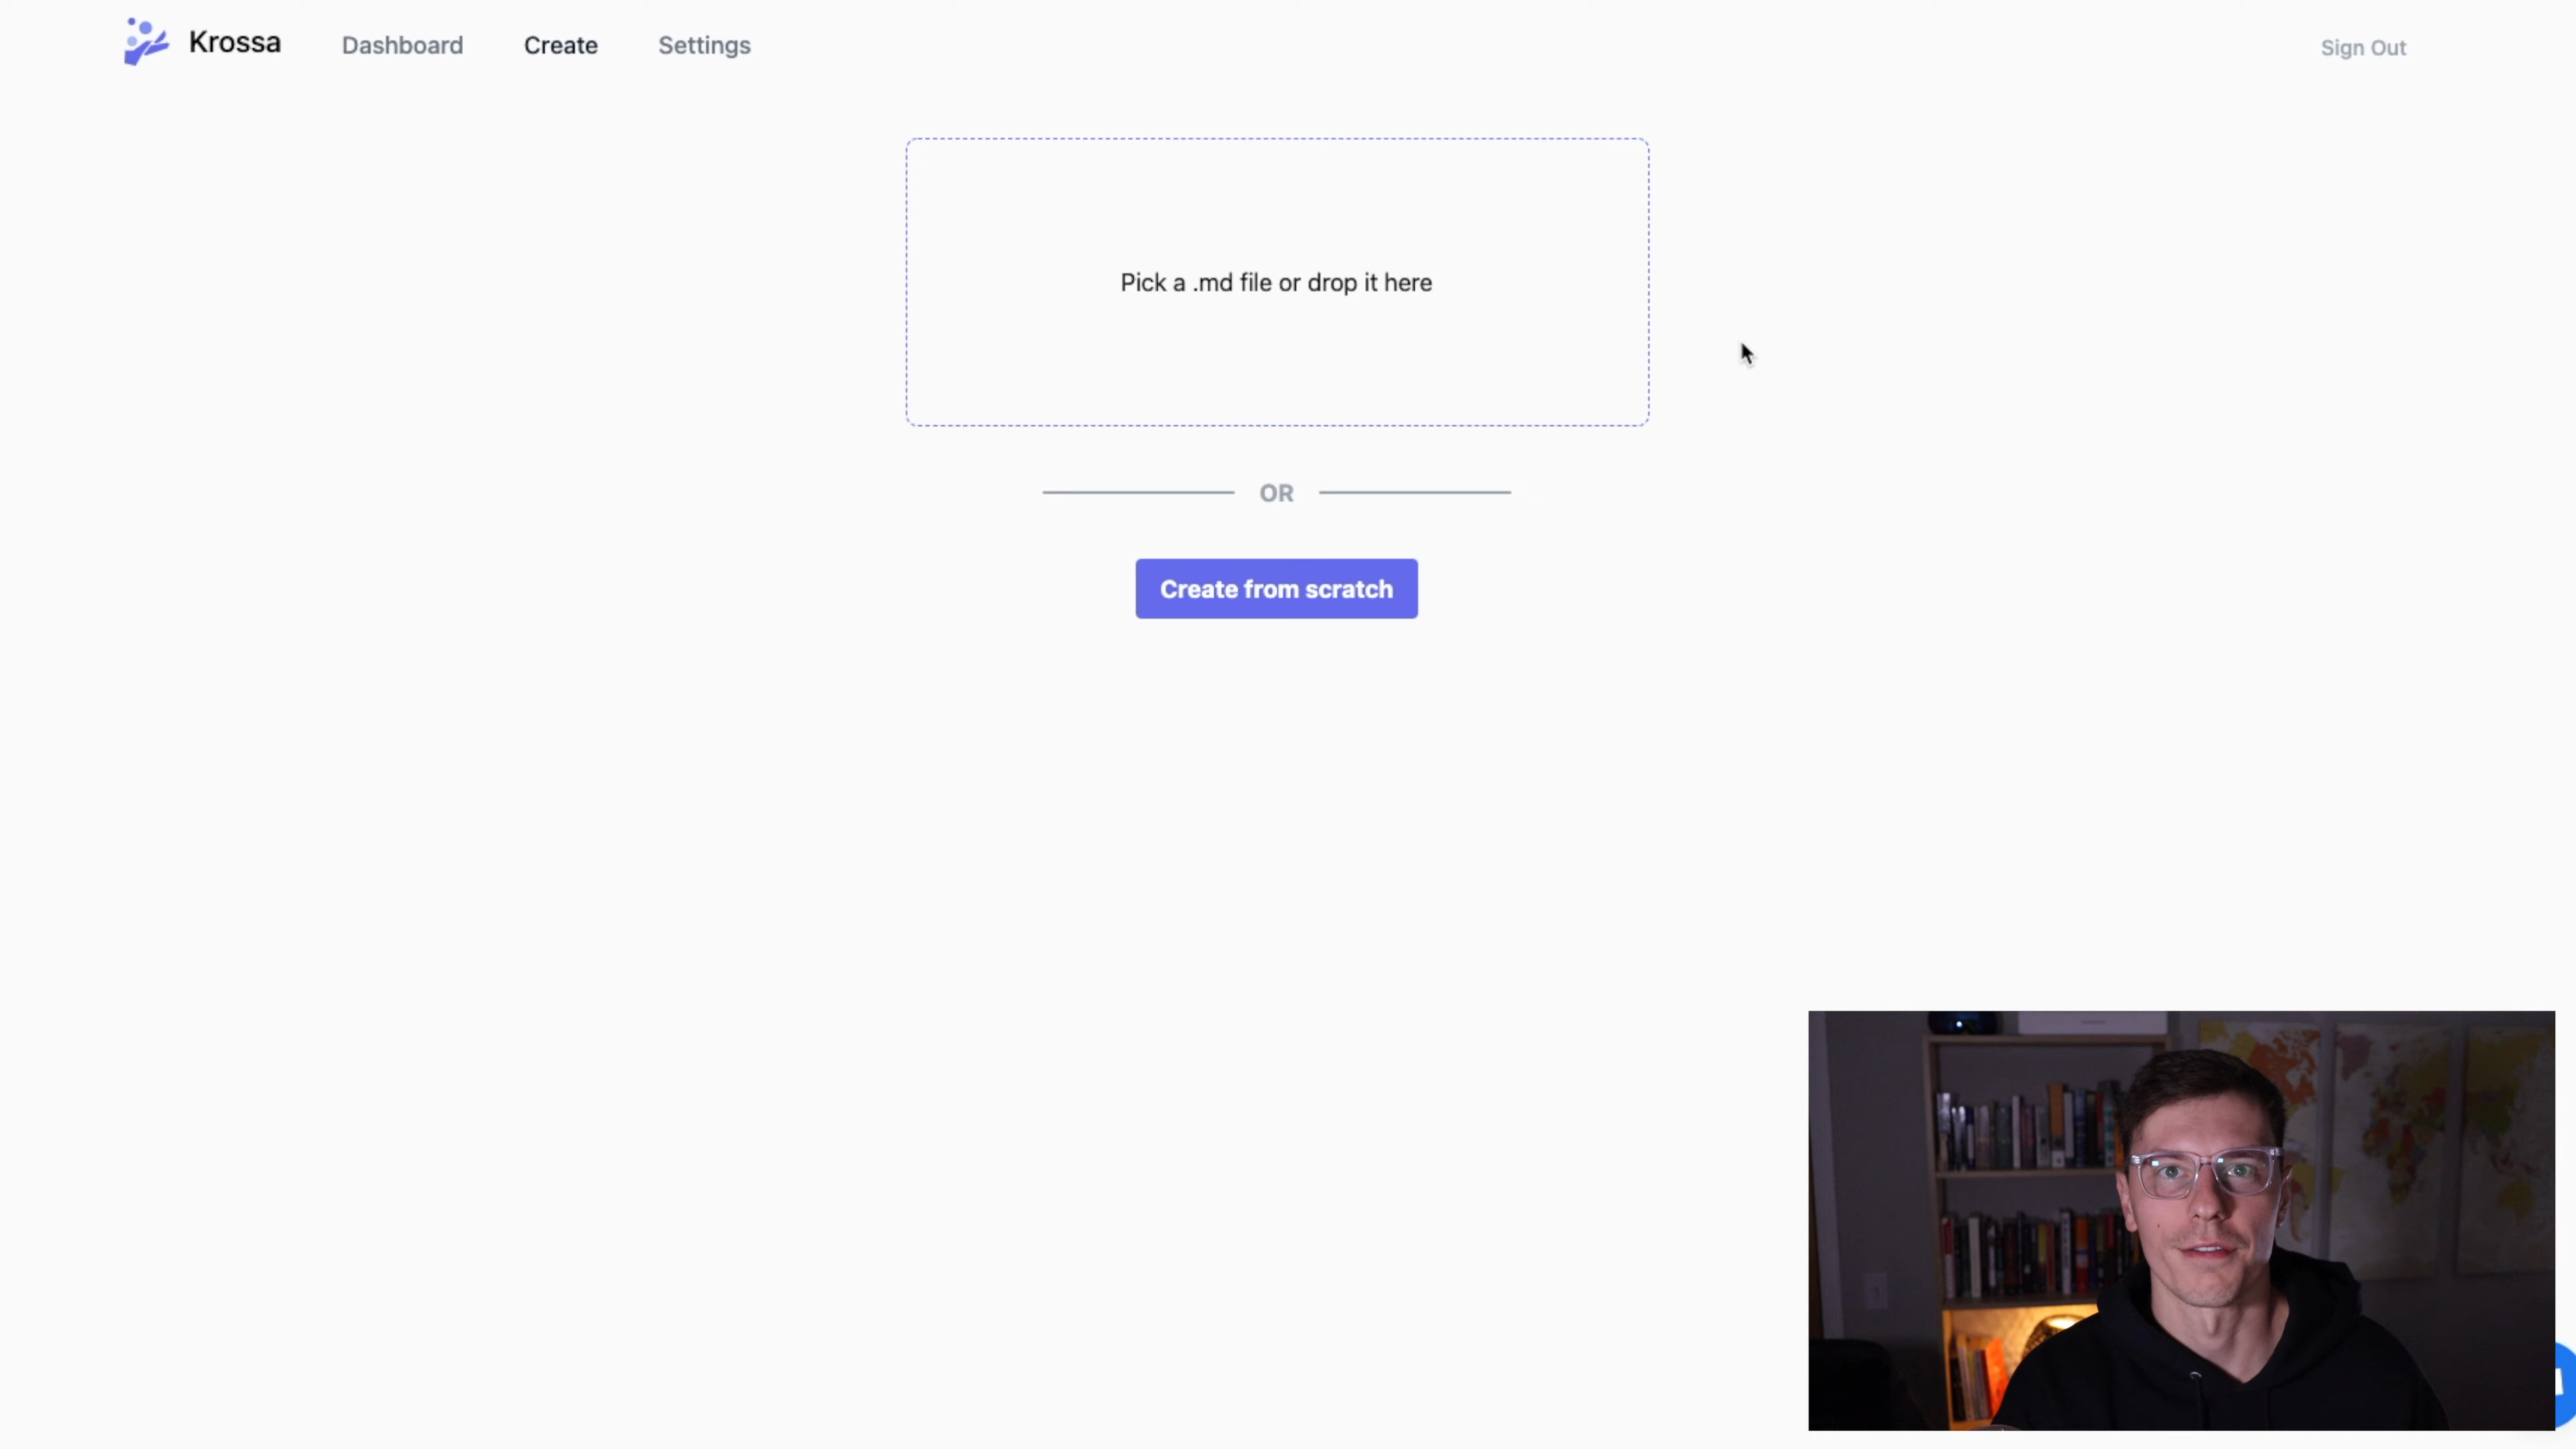 Krossa
Dashboard
Create
Settings
Sign Out
Pick a .md file or drop it here
OR
Create from scratch